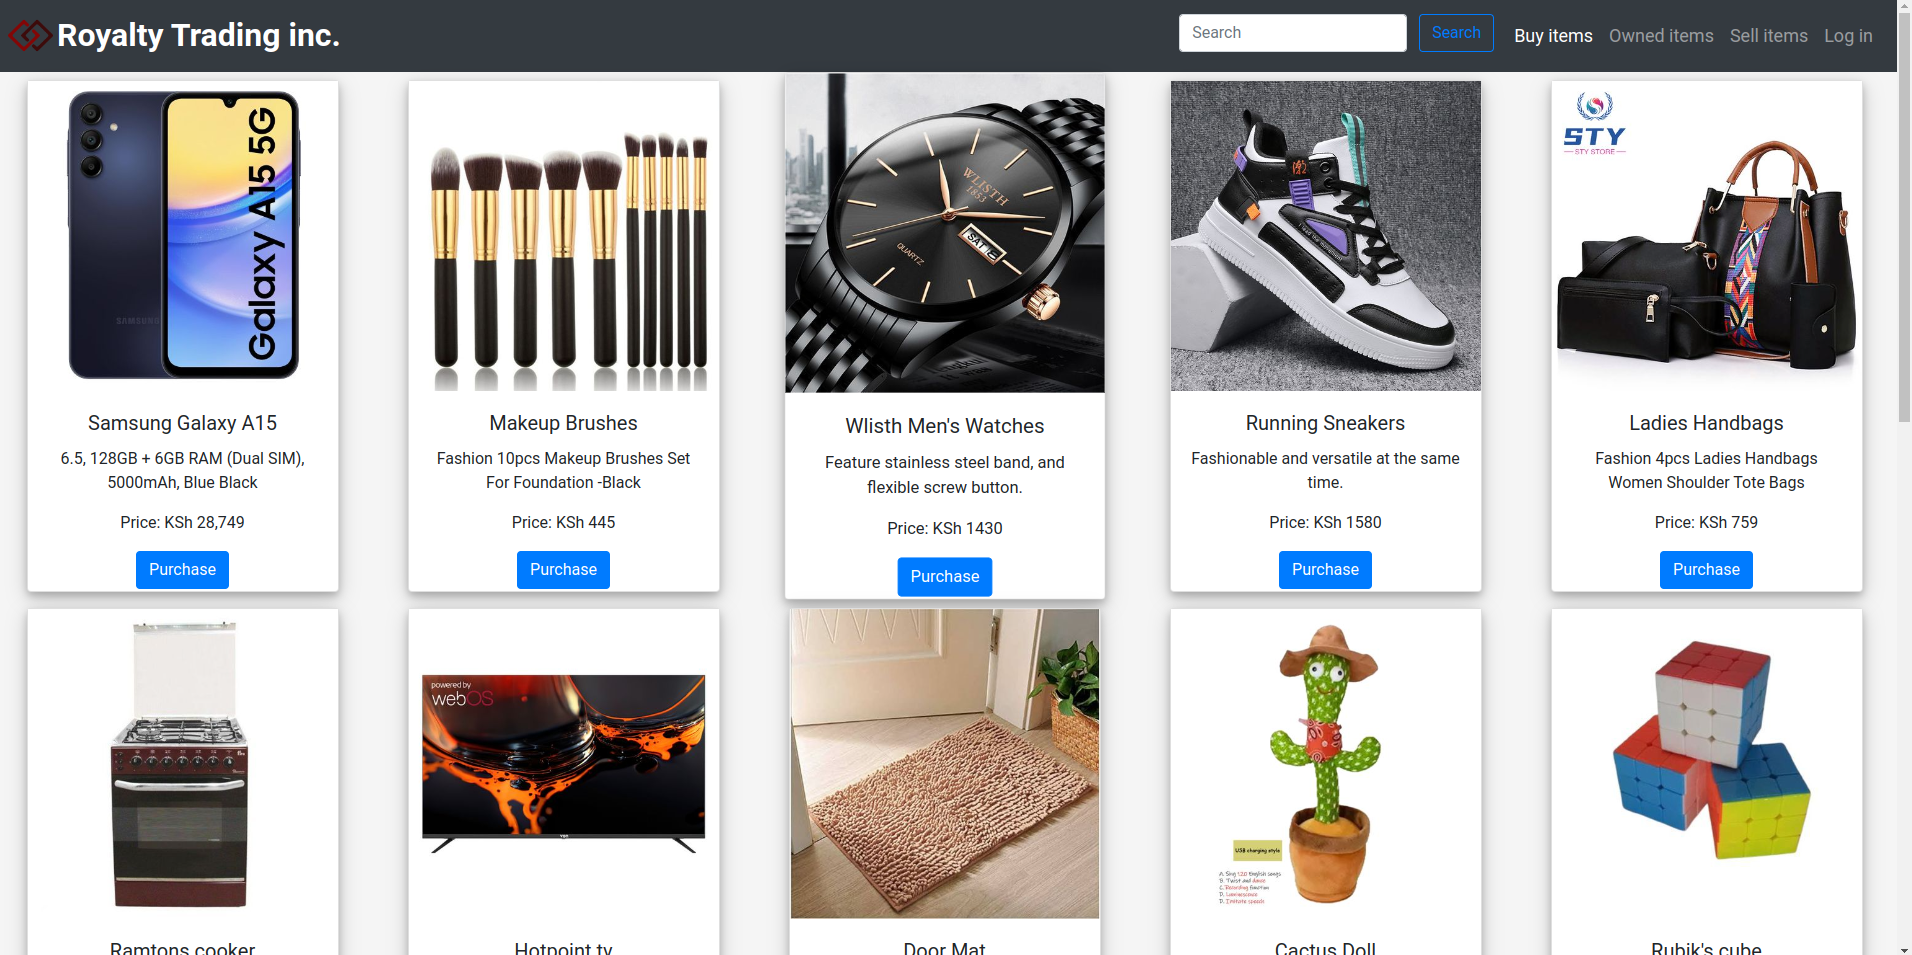 Royalty Trading inc.
Search
Search
Buy items
Owned items
Sell items
Log in
Galaxy A15 5G
SAMSUNG
Samsung Galaxy A15
6.5, 128GB + 6GB RAM (Dual SIM),
5000mAh, Blue Black
Price: KSh 28,749
Purchase
Makeup Brushes
Fashion 10pcs Makeup Brushes Set
For Foundation -Black
Price: KSh 445
Purchase
WLISTH
1853
SAT 12
QUARTZ
Wlisth Men's Watches
Feature stainless steel band, and
flexible screw button.
Price: KSh 1430
Purchase
Running Sneakers
Fashionable and versatile at the same
time.
Price: KSh 1580
Purchase
STY
STY STORE
Ladies Handbags
Fashion 4pcs Ladies Handbags
Women Shoulder Tote Bags
Price: KSh 759
Purchase
Ramtons cooker
powered by
webOS
Hotpoint tv
Door Mat
USB charging style
A. Sing 120 English songs
B. Twist and dance
C. Recording function
D. Luminescence
D. Imitate speeds
Cactus Doll
Rubik's cube